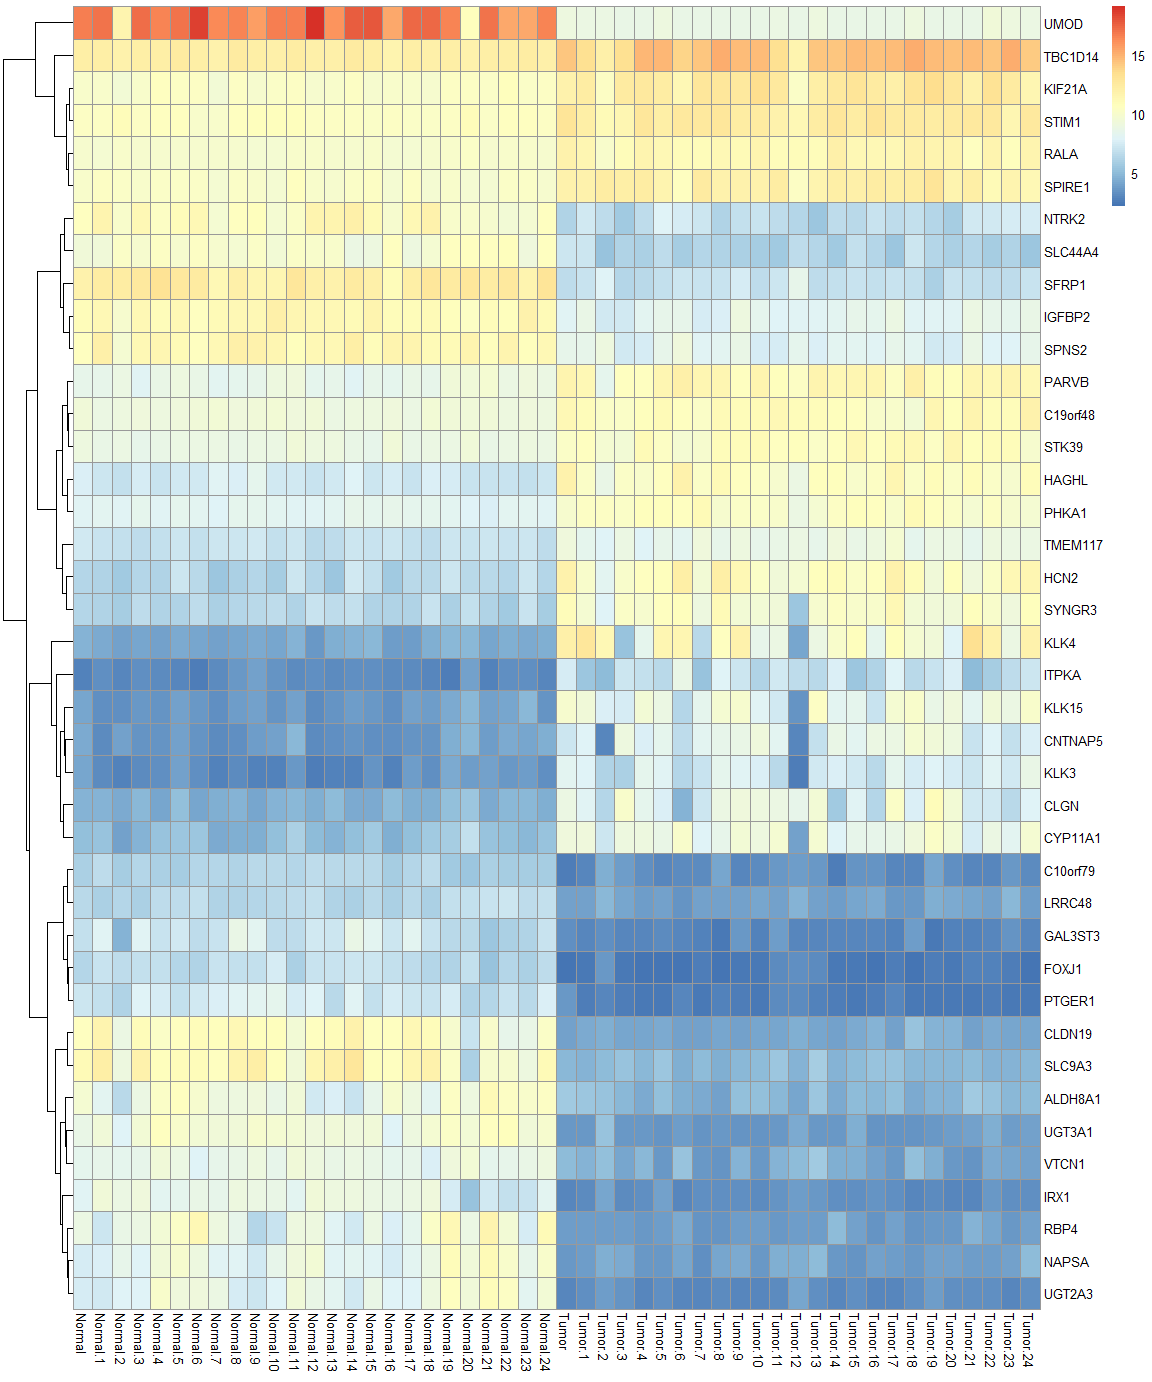 UMOD
TBC1D14
KIF21A
STIM1
RALA
SPIRE1
NTRK2
SLC44A4
SFRP1
IGFBP2
SPNS2
PARVB
C19orf48
STK39
HAGHL
PHKA1
TMEM117
HCN2
SYNGR3
KLK4
ITPKA
KLK15
CNTNAP5
KLK3
CLGN
CYP11A1
C10orf79
LRRC48
GAL3ST3
FOXJ1
PTGER1
CLDN19
SLC9A3
ALDH8A1
UGT3A1
VTCN1
IRX1
RBP4
NAPSA
UGT2A3
15
10
5
Normal
Normal.1
Normal.2
Normal.3
Normal.4
Normal.5
Normal.6
Normal.7
Normal.8
Normal.9
Normal.10
Normal.11
Normal.12
Normal.13
Normal.14
Normal.15
Normal.16
Normal.17
Normal.18
Normal.19
Normal.20
Normal.21
Normal.22
Normal.23
Normal.24
Tumor
Tumor.1
Tumor.2
Tumor.3
Tumor.4
Tumor.5
Tumor.6
Tumor.7
Tumor.8
Tumor.9
Tumor.10
Tumor.11
Tumor.12
Tumor.13
Tumor.14
Tumor.15
Tumor.16
Tumor.17
Tumor.18
Tumor.19
Tumor.20
Tumor.21
Tumor.22
Tumor.23
Tumor.24